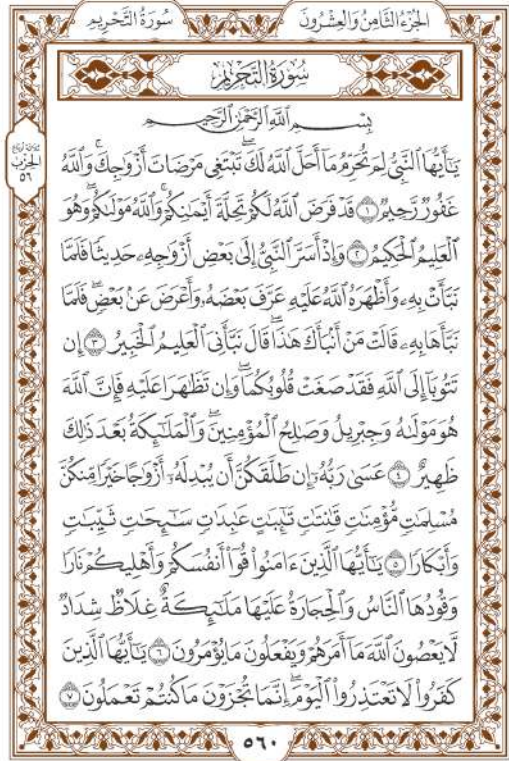 سُورَةُ التَّحْرِيمِ
الجُزْءُ الثَّامِنُ وَالعِشْرُونَ
سُورَةُ التَّحْرِيمِ
بِسْمِ اللَّهِ الرَّحْمَٰنِ الرَّحِيمِ
يَٰٓأَيُّهَا ٱلنَّبِيُّ لِمَ تُحَرِّمُ مَآ أَحَلَّ ٱللَّهُ لَكَۖ تَبْتَغِي مَرْضَاتَ أَزْوَٰجِكَۚ وَٱللَّهُ
غَفُورٞ رَّحِيمٞ ١ قَدْ فَرَضَ ٱللَّهُ لَكُمْ تَحِلَّةَ أَيْمَٰنِكُمْۚ وَٱللَّهُ مَوْلَىٰكُمْۖ وَهُوَ
ٱلْعَلِيمُ ٱلْحَكِيمُ ٢ وَإِذْ أَسَرَّ ٱلنَّبِيُّ إِلَىٰ بَعْضِ أَزْوَٰجِهِۦ حَدِيثٗا فَلَمَّا
نَبَّأَتْ بِهِۦ وَأَظْهَرَهُ ٱللَّهُ عَلَيْهِ عَرَّفَ بَعْضَهُۥ وَأَعْرَضَ عَنۢ بَعْضٖۖ فَلَمَّا
نَبَّأَهَا بِهِۦ قَالَتْ مَنْ أَنۢبَأَكَ هَٰذَاۖ قَالَ نَبَّأَنِيَ ٱلْعَلِيمُ ٱلْخَبِيرُ ٣ إِن
تَتُوبَآ إِلَى ٱللَّهِ فَقَدْ صَغَتْ قُلُوبُكُمَاۖ وَإِن تَظَٰهَرَا عَلَيْهِ فَإِنَّ ٱللَّهَ
هُوَ مَوْلَىٰهُ وَجِبْرِيلُ وَصَٰلِحُ ٱلْمُؤْمِنِينَۖ وَٱلْمَلَٰٓئِكَةُ بَعْدَ ذَٰلِكَ
ظَهِيرٌ ٤ عَسَىٰ رَبُّهُۥٓ إِن طَلَّقَكُنَّ أَن يُبْدِلَهُۥٓ أَزْوَٰجًا خَيْرٗا مِّنكُنَّ
مُسْلِمَٰتٖ مُّؤْمِنَٰتٖ قَٰنِتَٰتٖ تَٰٓئِبَٰتٍ عَٰبِدَٰتٖ سَٰٓئِحَٰتٖ ثَيِّبَٰتٖ
وَأَبْكَارٗا ٥ يَٰٓأَيُّهَا ٱلَّذِينَ ءَامَنُوا۟ قُوٓا۟ أَنفُسَكُمْ وَأَهْلِيكُمْ نَارٗا
وَقُودُهَا ٱلنَّاسُ وَٱلْحِجَارَةُ عَلَيْهَا مَلَٰٓئِكَةٌ غِلَاظٞ شِدَادٞ
لَّا يَعْصُونَ ٱللَّهَ مَآ أَمَرَهُمْ وَيَفْعَلُونَ مَا يُؤْمَرُونَ ٦ يَٰٓأَيُّهَا ٱلَّذِينَ
كَفَرُوا۟ لَا تَعْتَذِرُوا۟ ٱلْيَوْمَۖ إِنَّمَا تُجْزَوْنَ مَا كُنتُمْ تَعْمَلُونَ ٧
الحِزْبِ
٥٦
٥٦٠